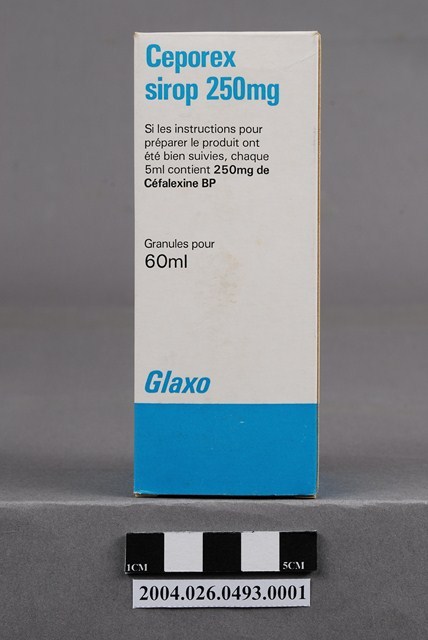 Ceporex
sirop 250mg
Si les instructions pour
préparer le produit ont
été bien suivies, chaque
5ml contient 250mg de
Céfalexine BP
Granules pour
60ml
Glaxo
1CM 5CM
2004.026.0493.0001